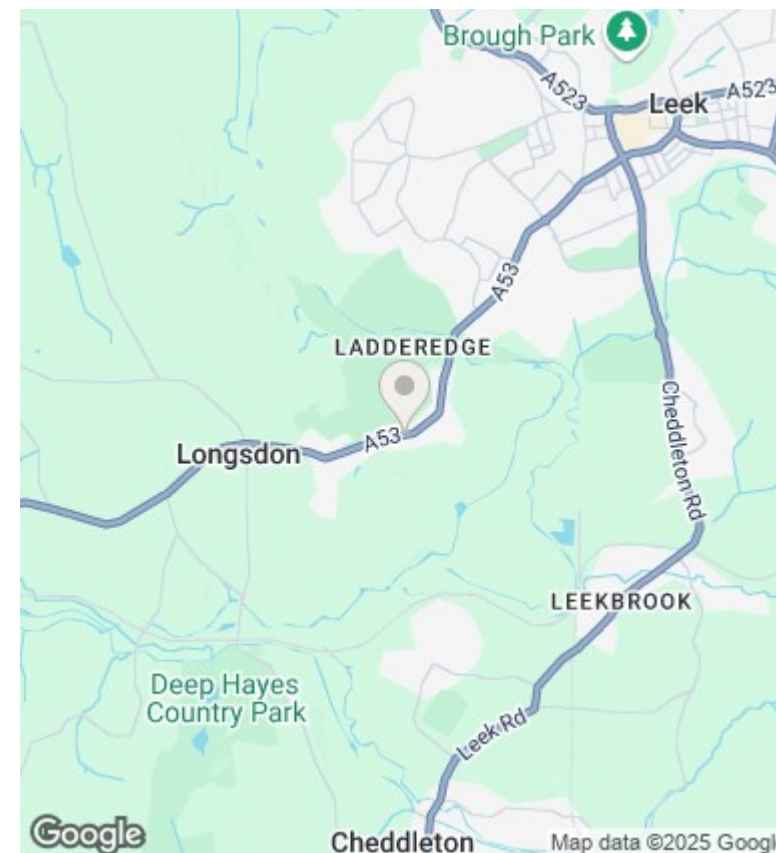 Brough Park
A523
A523
Leek
A53
LADDEREDGE
A53
Longsdon
Cheddleton Rd
LEEKBROOK
Deep Hayes
Country Park
Leek Rd
Google
Cheddleton
Map data ©2025 Googl